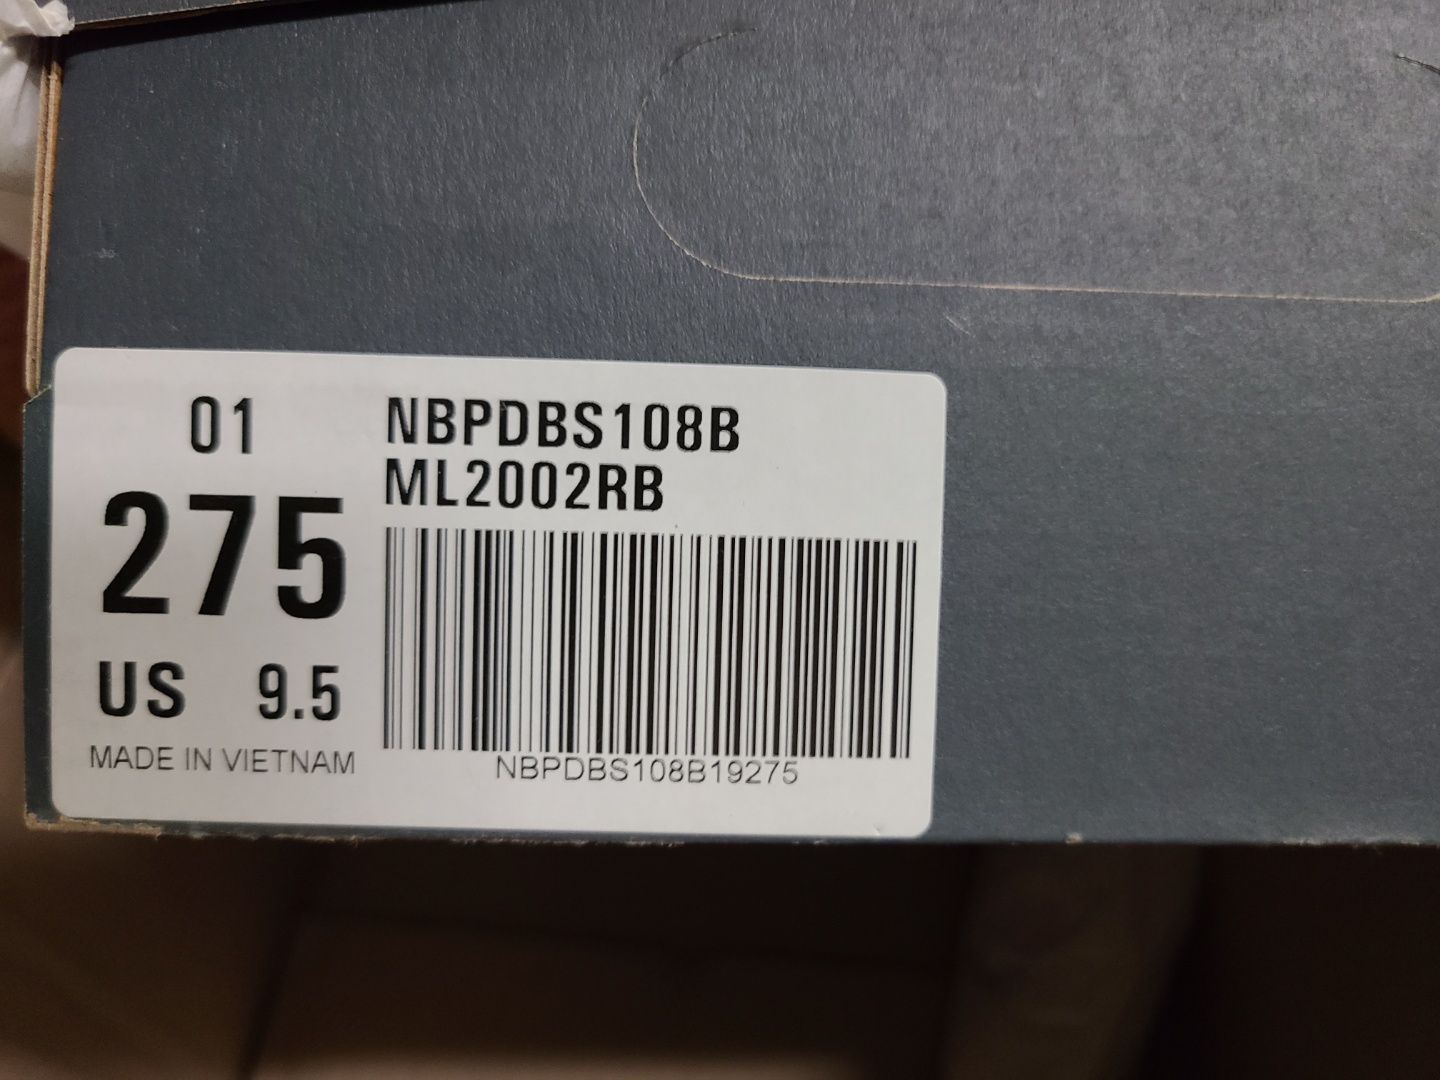 01
275
US 9.5
MADE IN VIETNAM
NBPDBS108B
ML2002RB
NBPDBS108B19275